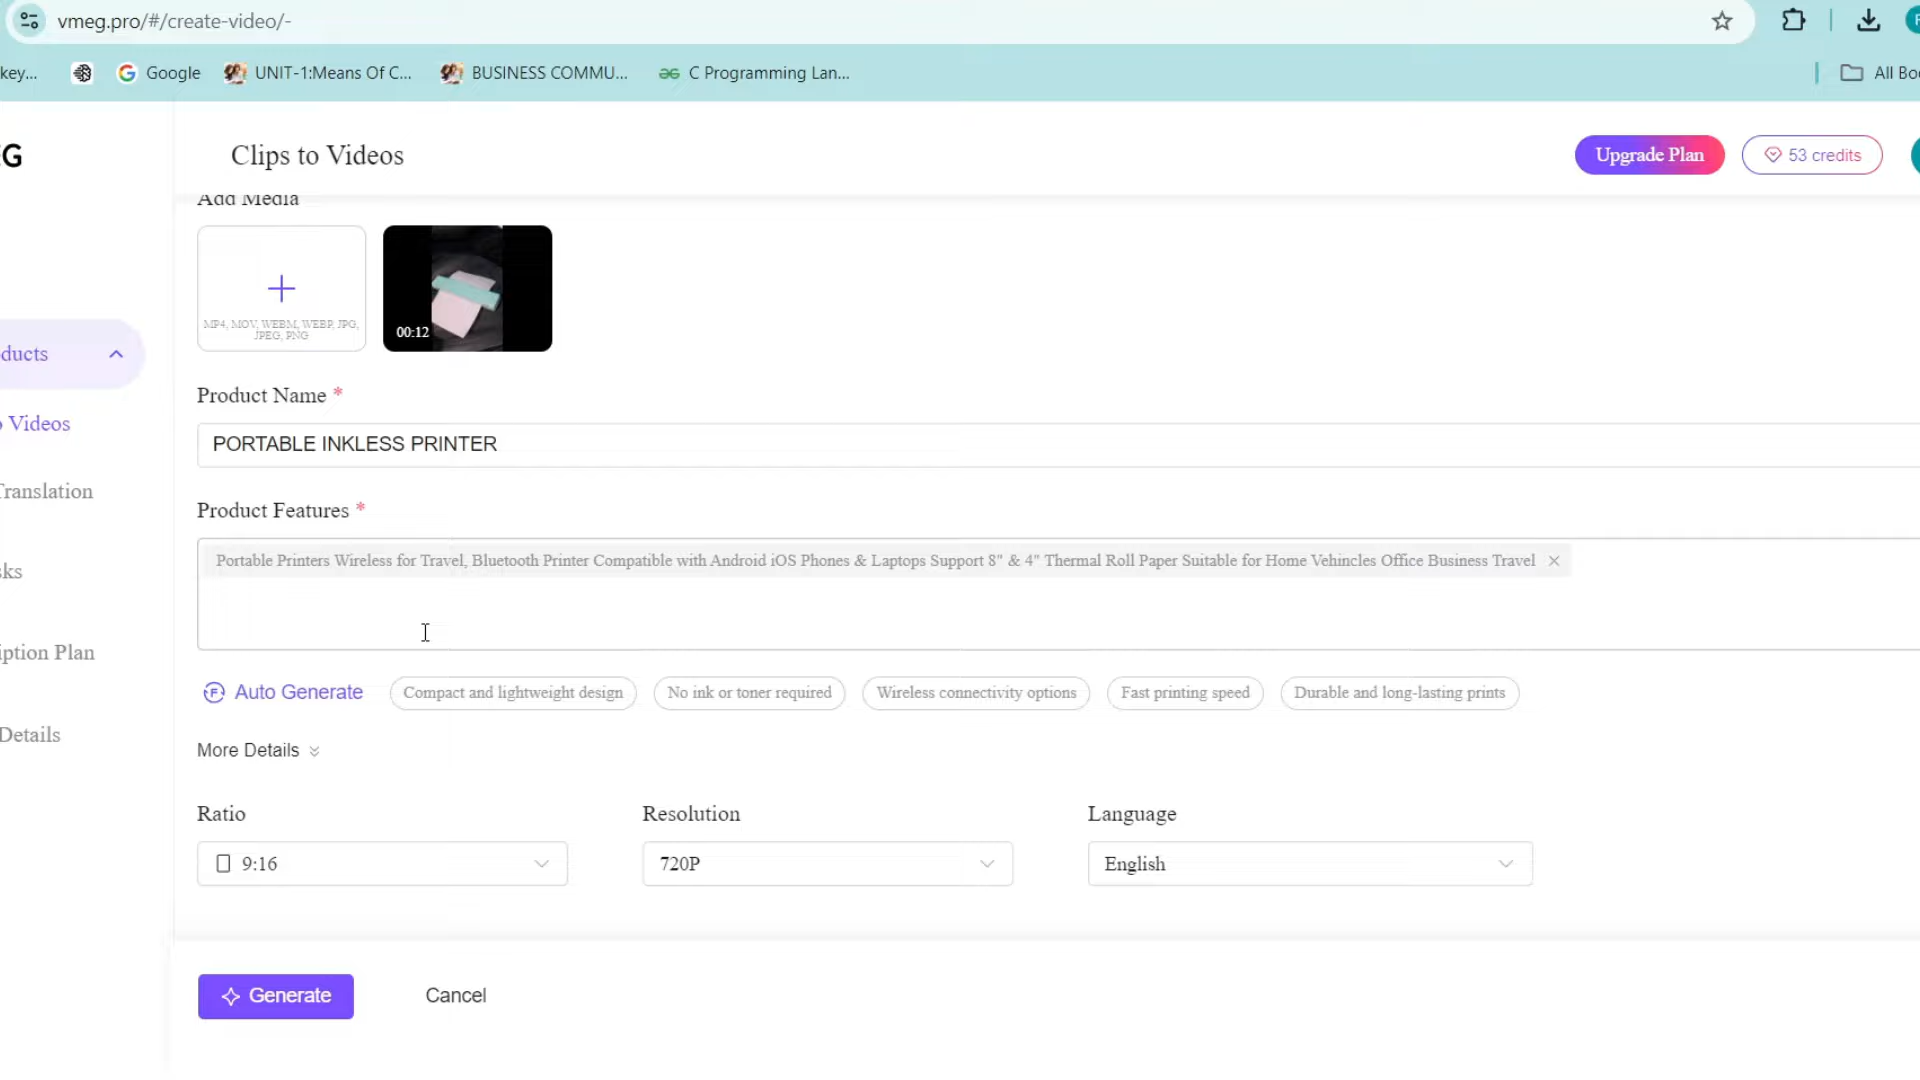 vmeg.pro/#/create-video/-
key...
Google
UNIT-1:Means Of C...
BUSINESS COMMU...
C Programming Lan...
All Boo
EG
Clips to Videos
Upgrade Plan
53 credits
Add Media
MP4, MOV, WEBM, WEBP, JPG,
JPEG, PNG
00:12
ducts
o Videos
Translation
ks
iption Plan
Details
Product Name *
PORTABLE INKLESS PRINTER
Product Features *
Portable Printers Wireless for Travel, Bluetooth Printer Compatible with Android iOS Phones & Laptops Support 8" & 4" Thermal Roll Paper Suitable for Home Vehincles Office Business Travel
Auto Generate
Compact and lightweight design
No ink or toner required
Wireless connectivity options
Fast printing speed
Durable and long-lasting prints
More Details
Ratio
Resolution
Language
9:16
720P
English
Generate
Cancel